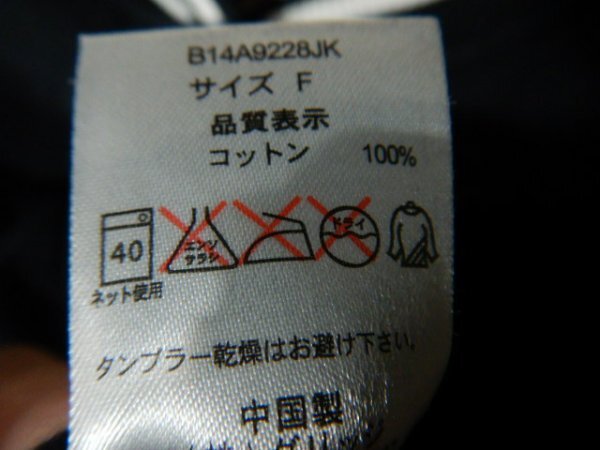 B14A9228JK
サイズ F
品質表示
コットン 100%
40
エンソ
サラシ
ドライ
ネット使用
タンブラー乾燥はお避け下さい.
中国製